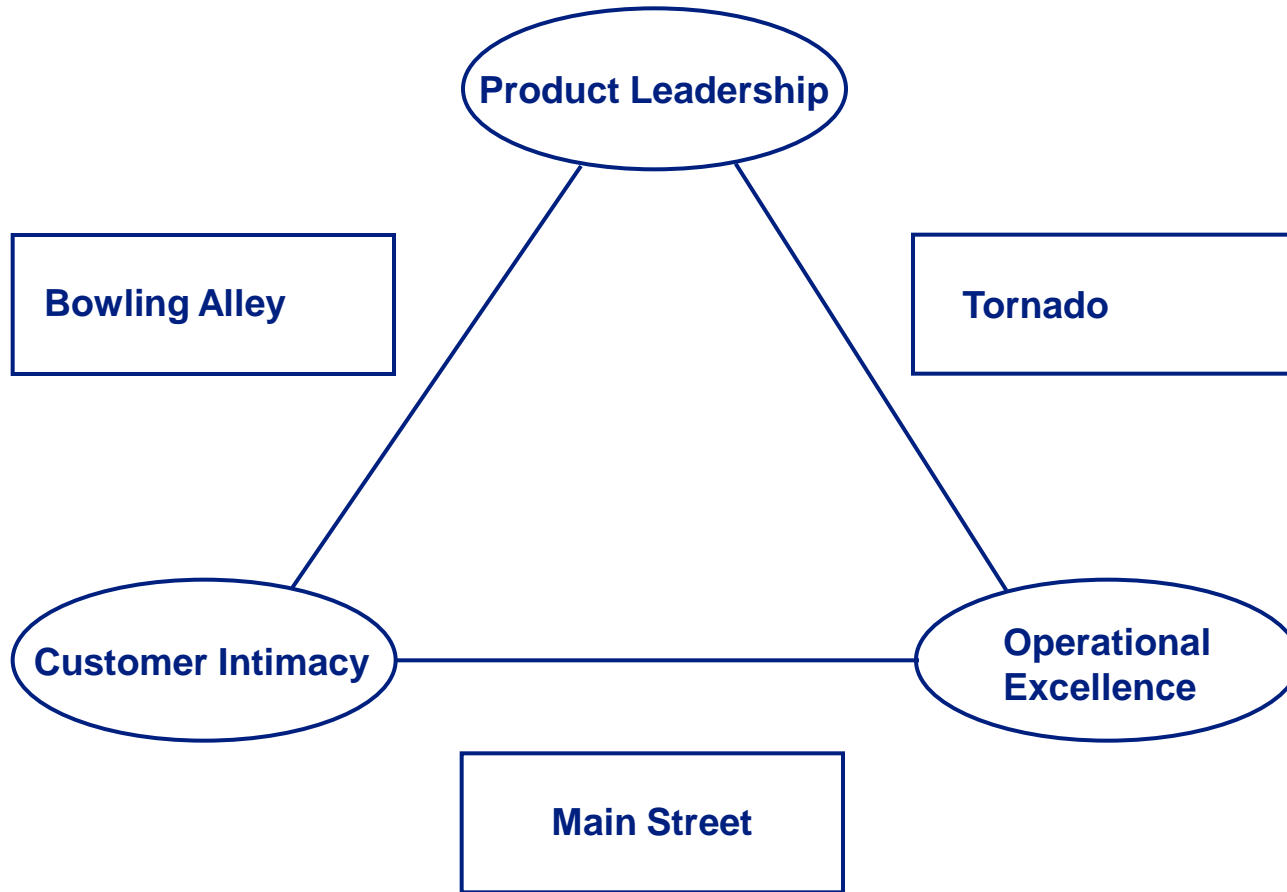 Product Leadership
Bowling Alley
Tornado
Customer Intimacy
Operational
Excellence
Main Street